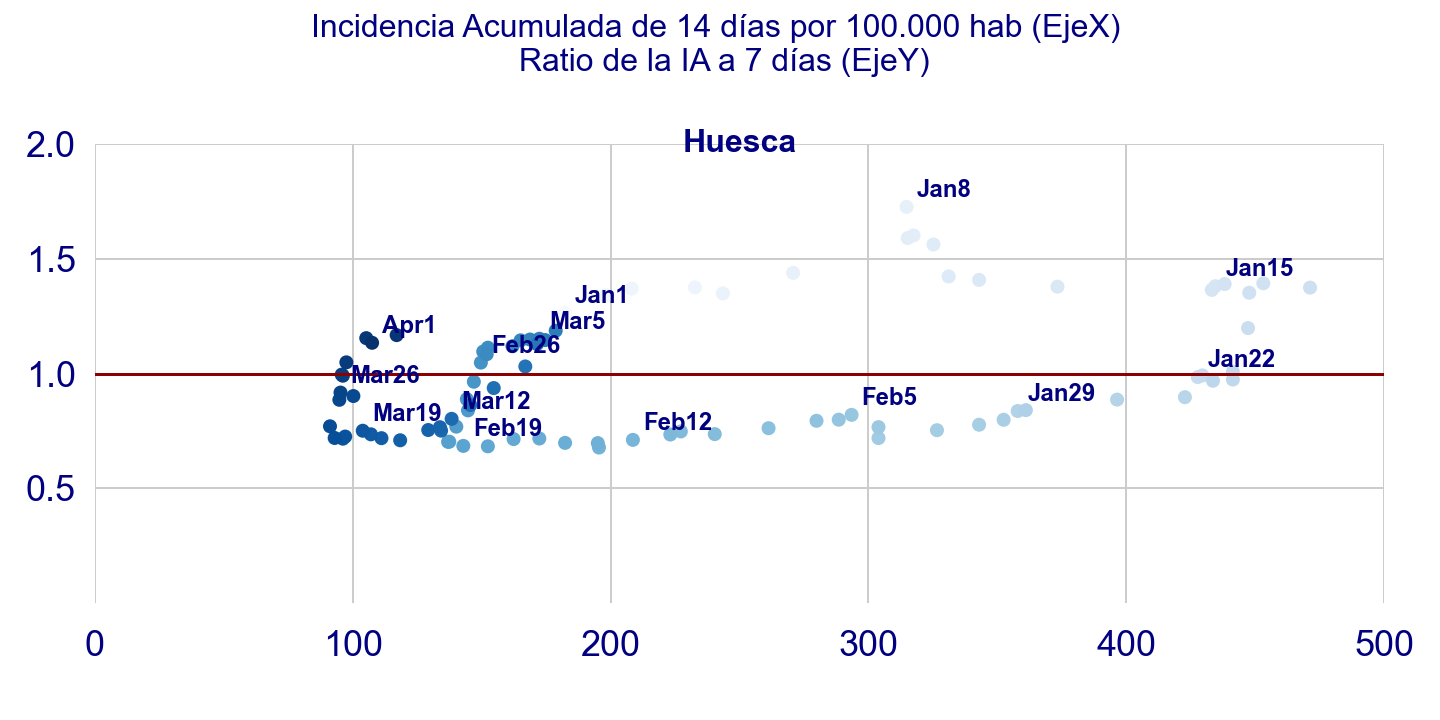 Incidencia Acumulada de 14 días por 100.000 hab (EjeX)
Ratio de la IA a 7 días (EjeY)
Huesca
2.0
Jan8
1.5
Jan15
Jan1
Mar5
Apr1
Feb26
Jan22
1.0
Mar26
Jan29
Feb5
Mar12
Mar19
Feb12
Feb19
0.5
0
100
200
300
400
500